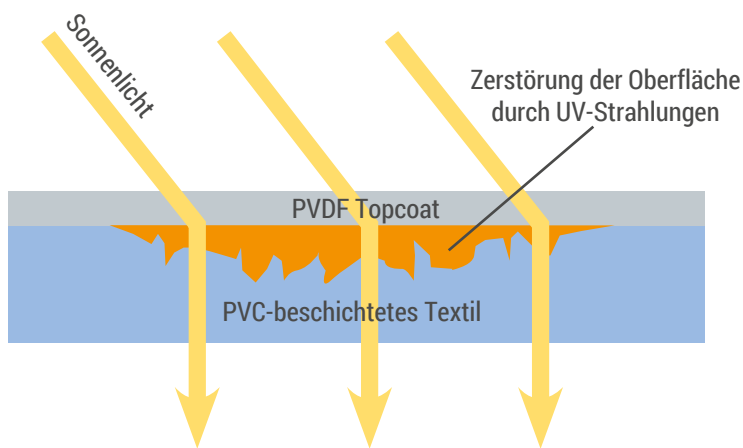 Sonnenlicht
Zerstörung der Oberfläche
durch UV-Strahlungen
PVDF Topcoat
PVC-beschichtetes Textil